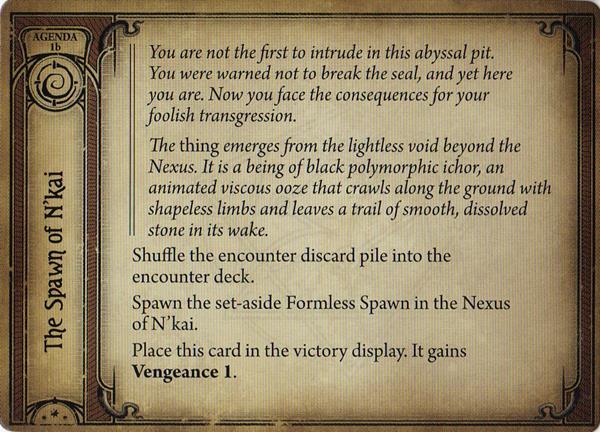 AGENDA
1b
The Spawn of N'kai
You are not the first to intrude in this abyssal pit.
You were warned not to break the seal, and yet here
you are. Now you face the consequences for your
foolish transgression.
The thing emerges from the lightless void beyond the
Nexus. It is a being of black polymorphic ichor, an
animated viscous ooze that crawls along the ground with
shapeless limbs and leaves a trail of smooth, dissolved
stone in its wake.
Shuffle the encounter discard pile into the
encounter deck.
Spawn the set-aside Formless Spawn in the Nexus
of N'kai.
Place this card in the victory display. It gains
Vengeance 1.